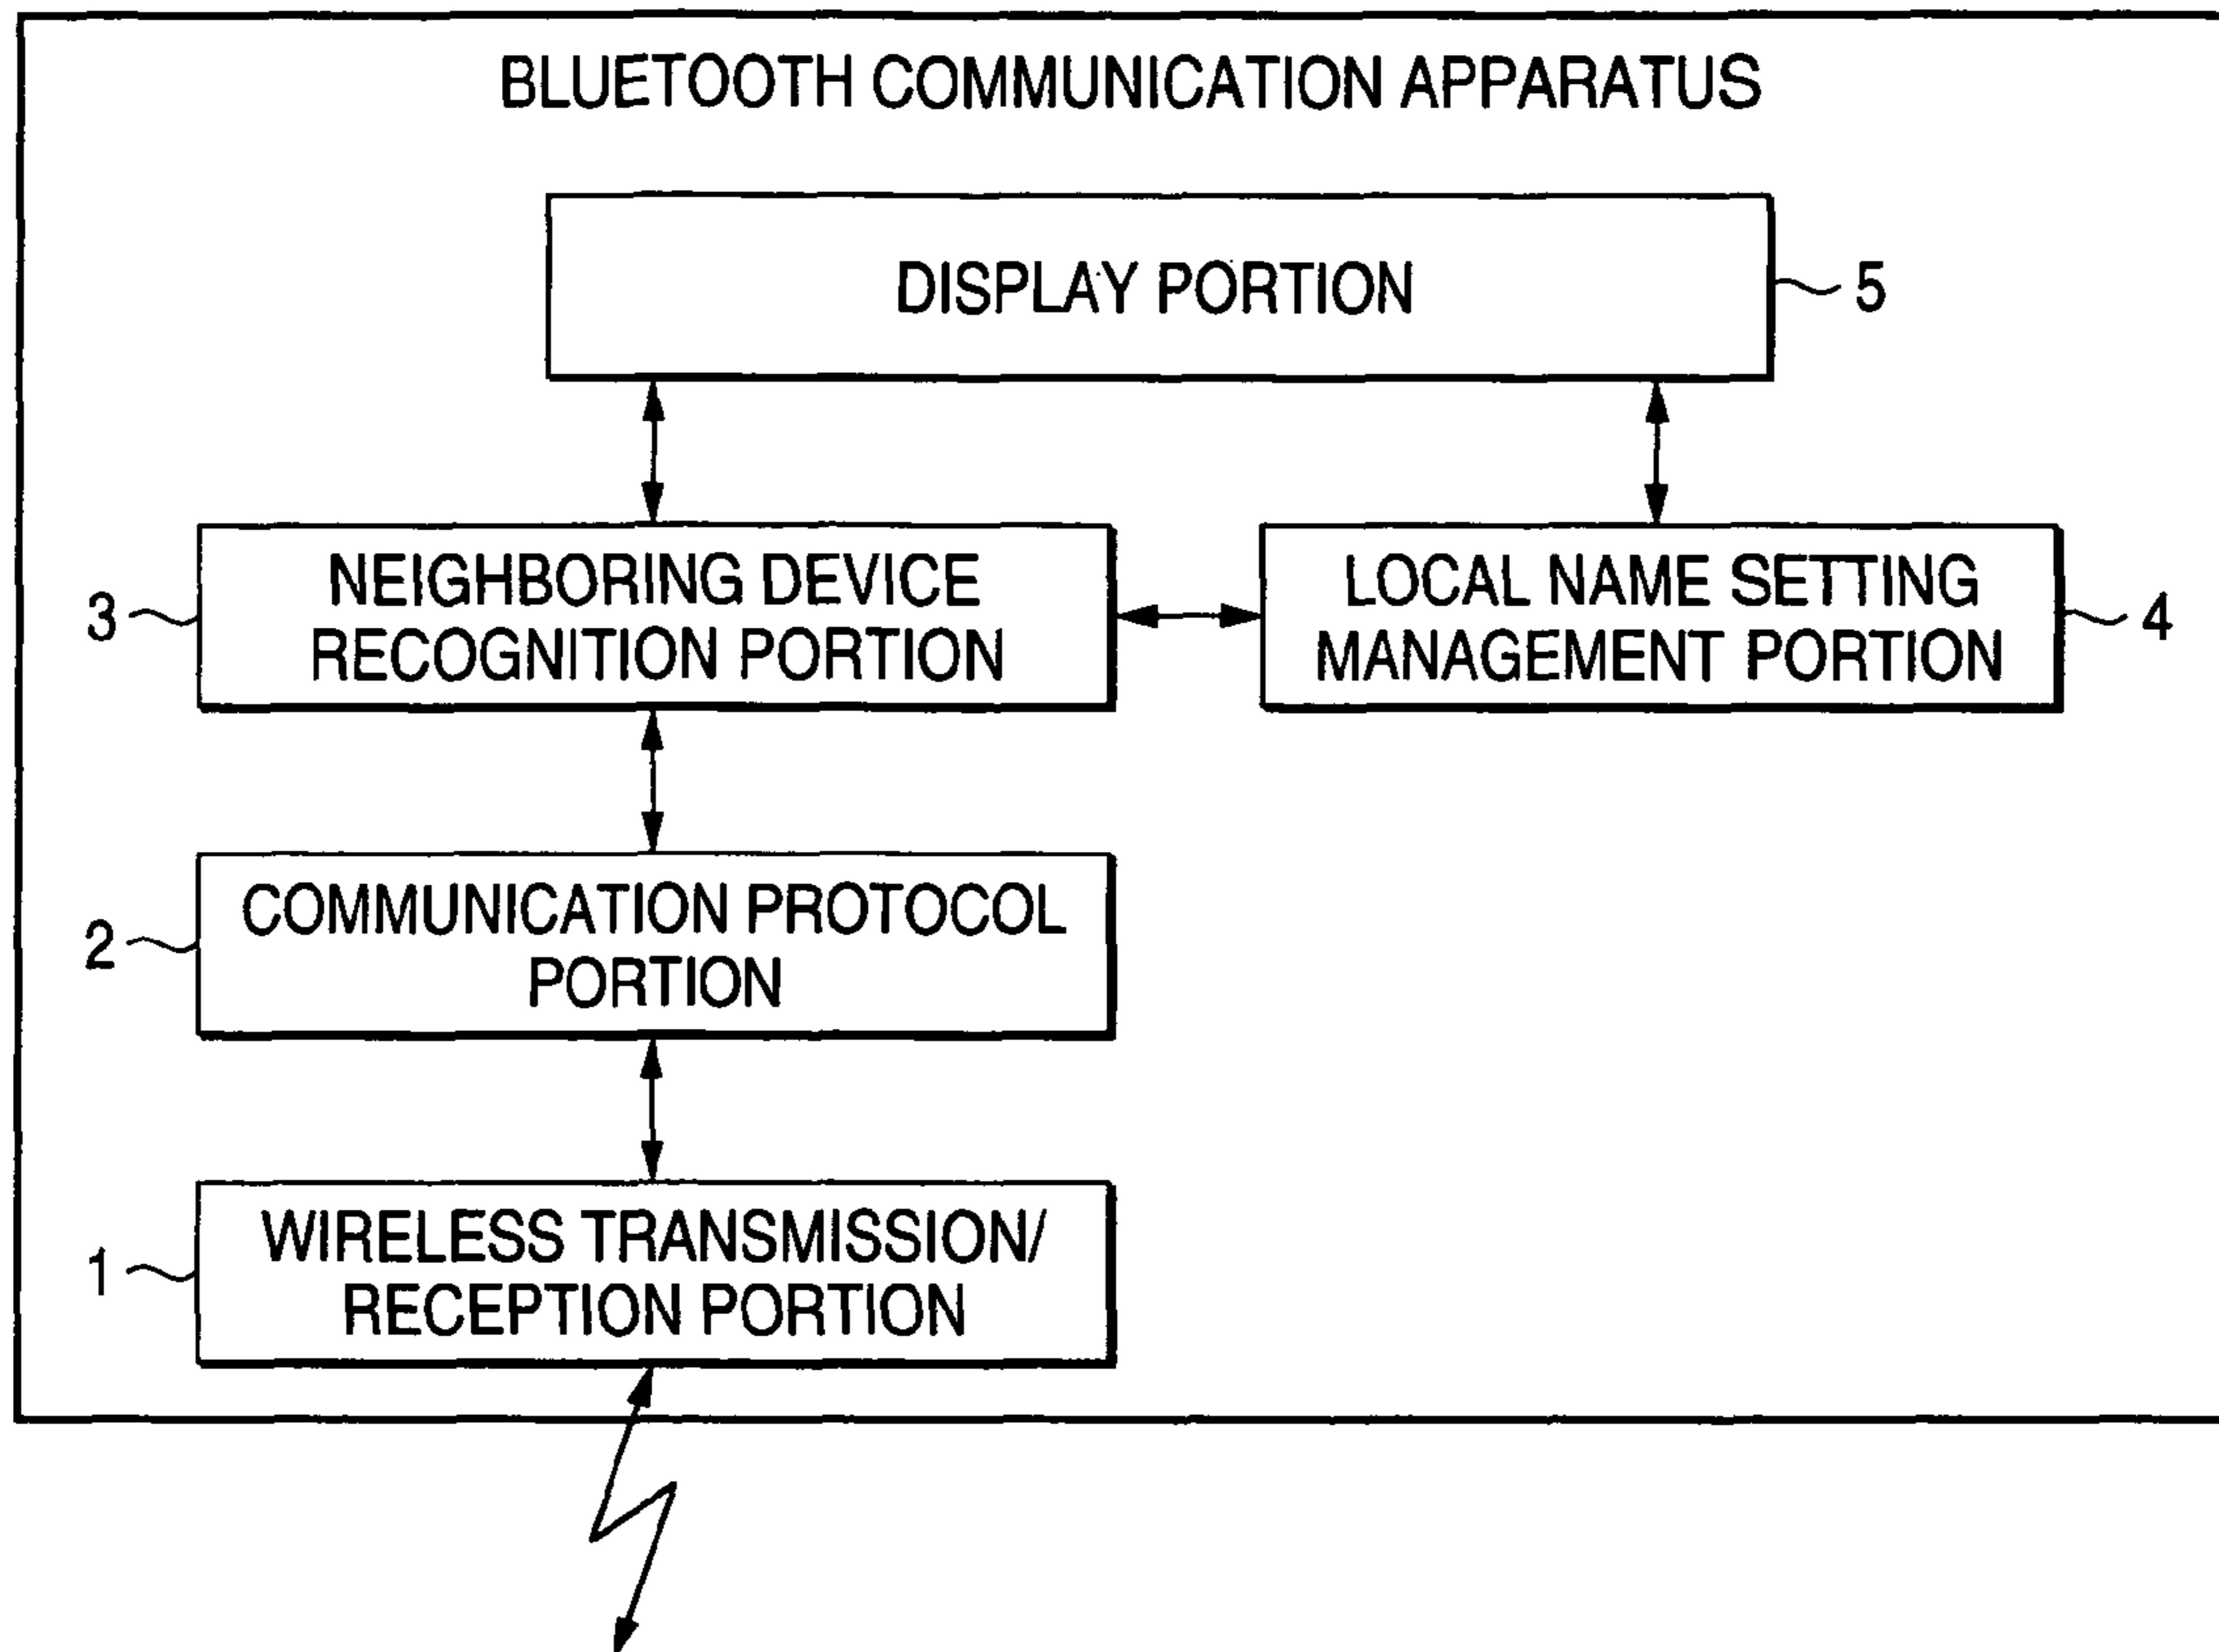 BLUETOOTH COMMUNICATION APPARATUS
DISPLAY PORTION
5
3
NEIGHBORING DEVICE
RECOGNITION PORTION
LOCAL NAME SETTING
MANAGEMENT PORTION
4
2
COMMUNICATION PROTOCOL
PORTION
1
WIRELESS TRANSMISSION/
RECEPTION PORTION